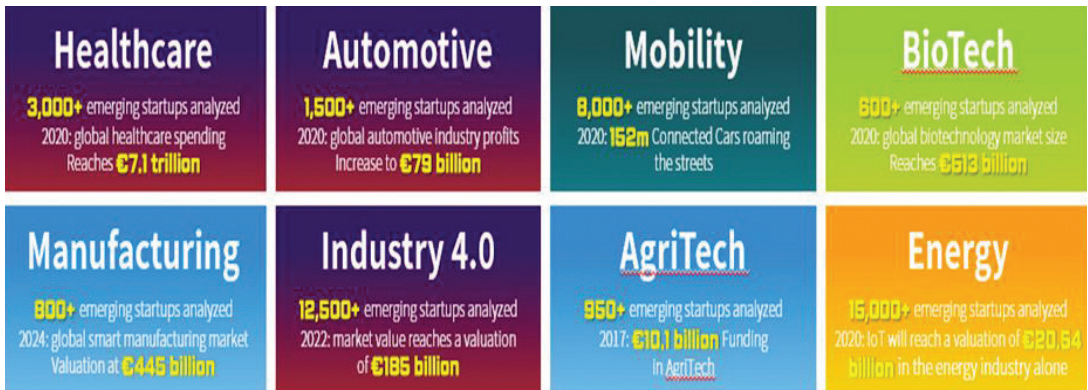 Healthcare
3,000+ emerging startups analyzed
2020: global healthcare spending
Reaches €7.1 trillion
Automotive
1,500+ emerging startups analyzed
2020: global automotive industry profits
Increase to €79 billion
Mobility
8,000+ emerging startups analyzed
2020: 152m Connected Cars roaming
the streets
BioTech
600+ emerging startups analyzed
2020: global biotechnology market size
Reaches €513 billion
Manufacturing
800+ emerging startups analyzed
2024: global smart manufacturing market
Valuation at €445 billion
Industry 4.0
12,500+ emerging startups analyzed
2022: market value reaches a valuation
of €185 billion
AgriTech
950+ emerging startups analyzed
2017: €10,1 billion Funding
in AgriTech
Energy
15,000+ emerging startups analyzed
2020: IoT will reach a valuation of €20,54
billion in the energy industry alone